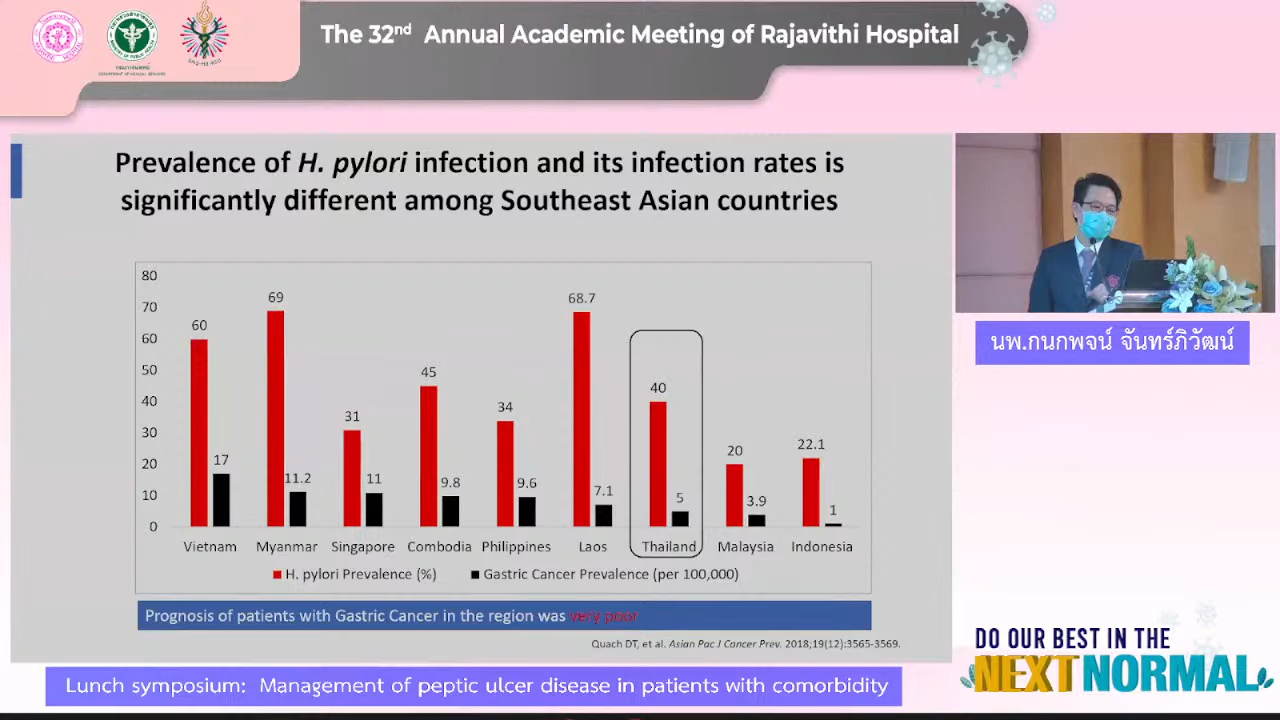 The 32nd Annual Academic Meeting of Rajavithi Hospital
Prevalence of H. pylori infection and its infection rates is
significantly different among Southeast Asian countries
80
70
60
50
40
30
20
10
0
60
17
69
11.2
31
11
45
9.8
34
9.6
68.7
7.1
40
5
20
3.9
22.1
1
Vietnam Myanmar Singapore Combodia Philippines Laos Thailand Malaysia Indonesia
H. pylori Prevalence (%) Gastric Cancer Prevalence (per 100,000)
Prognosis of patients with Gastric Cancer in the region was very
Quach DT, et al. Asian Pac J Cancer Prev. 2018;19(12):3565-3569.
นพ.กนกพจน์ จันทร์ภิวัฒน์
DO OUR BEST IN THE
NEXT NORMAL
Lunch symposium: Management of peptic ulcer disease in patients with comorbidity